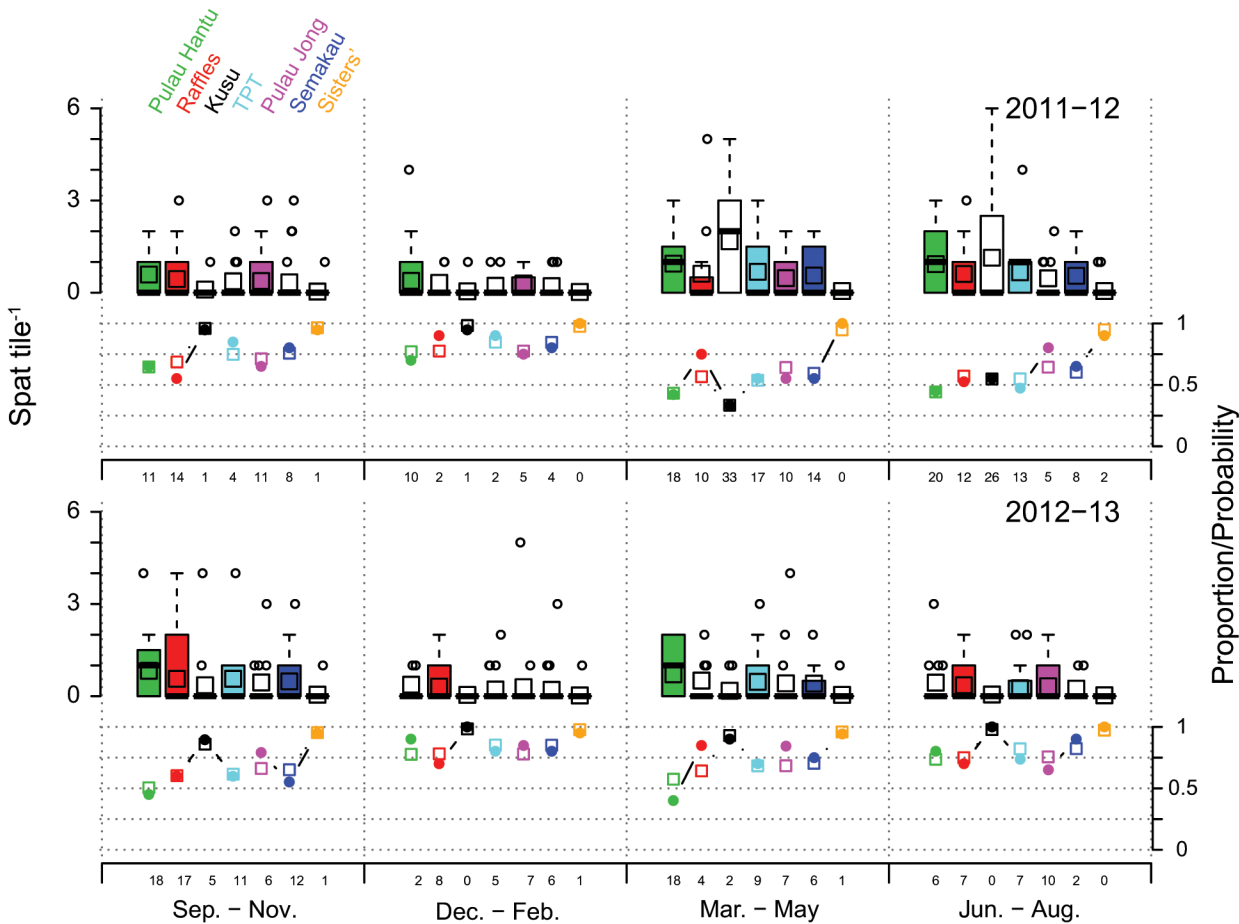 Pulau Hantu
Raffles
Kusu
TPT
Pulau Jong
Semakau
Sisters'
2011−12
6
3
0
Spat tile⁻¹
1
0.5
0
Proportion/Probability
11 14 1 4 11 8 1
10 2 1 2 5 4 0
18 10 33 17 10 14 0
20 12 26 13 5 8 2
2012−13
6
3
0
1
0.5
0
18 17 5 11 6 12 1
2 8 0 5 7 6 1
18 4 2 9 7 6 1
6 7 0 7 10 2 0
Sep. − Nov.
Dec. − Feb.
Mar. − May
Jun. − Aug.